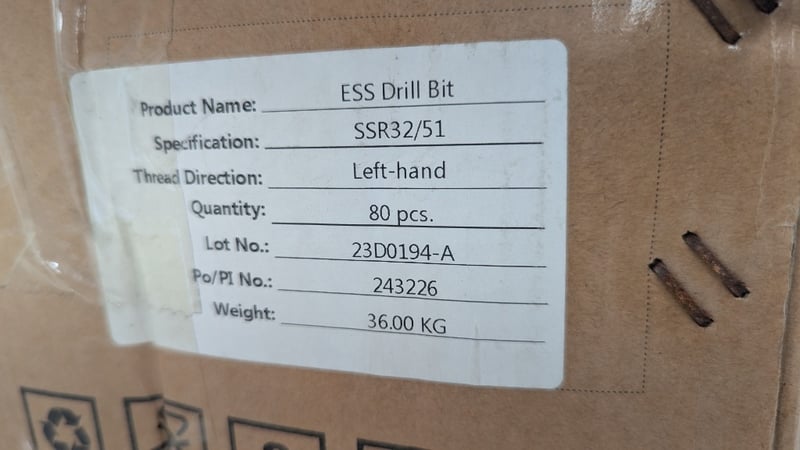 Product Name: ESS Drill Bit
Specification: SSR32/51
Thread Direction: Left-hand
Quantity: 80 pcs.
Lot No.: 23D0194-A
Po/PI No.: 243226
Weight: 36.00 KG